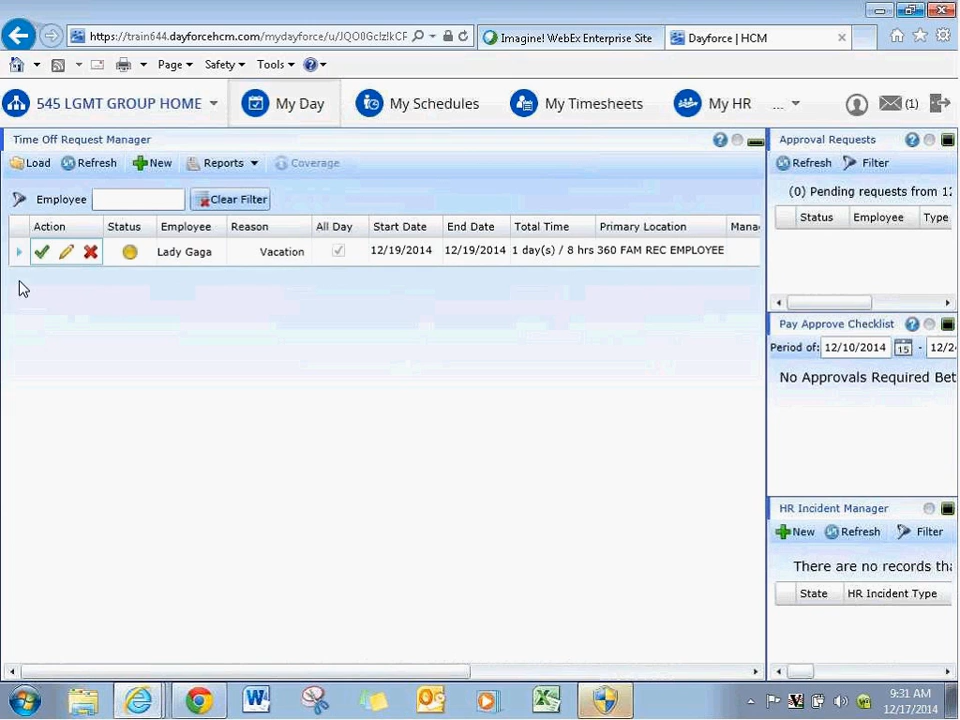 https://train644.dayforcehcm.com/mydayforce/u/JQO0Gclz!kCF
Imagine! WebEx Enterprise Site
Dayforce | HCM
Page
Safety
Tools
545 LGMT GROUP HOME
My Day
My Schedules
My Timesheets
My HR
...
(1)
Time Off Request Manager
Load
Refresh
New
Reports
Coverage
Employee
Clear Filter
Action Status Employee Reason All Day Start Date End Date Total Time Primary Location Mana
Lady Gaga Vacation 12/19/2014 12/19/2014 1 day(s) / 8 hrs 360 FAM REC EMPLOYEE
Approval Requests
Refresh Filter
(0) Pending requests from 12
Status Employee Type
Pay Approve Checklist
Period of: 12/10/2014 15 - 12/2
No Approvals Required Bet
HR Incident Manager
New Refresh Filter
There are no records tha
State HR Incident Type
9:31 AM
12/17/2014